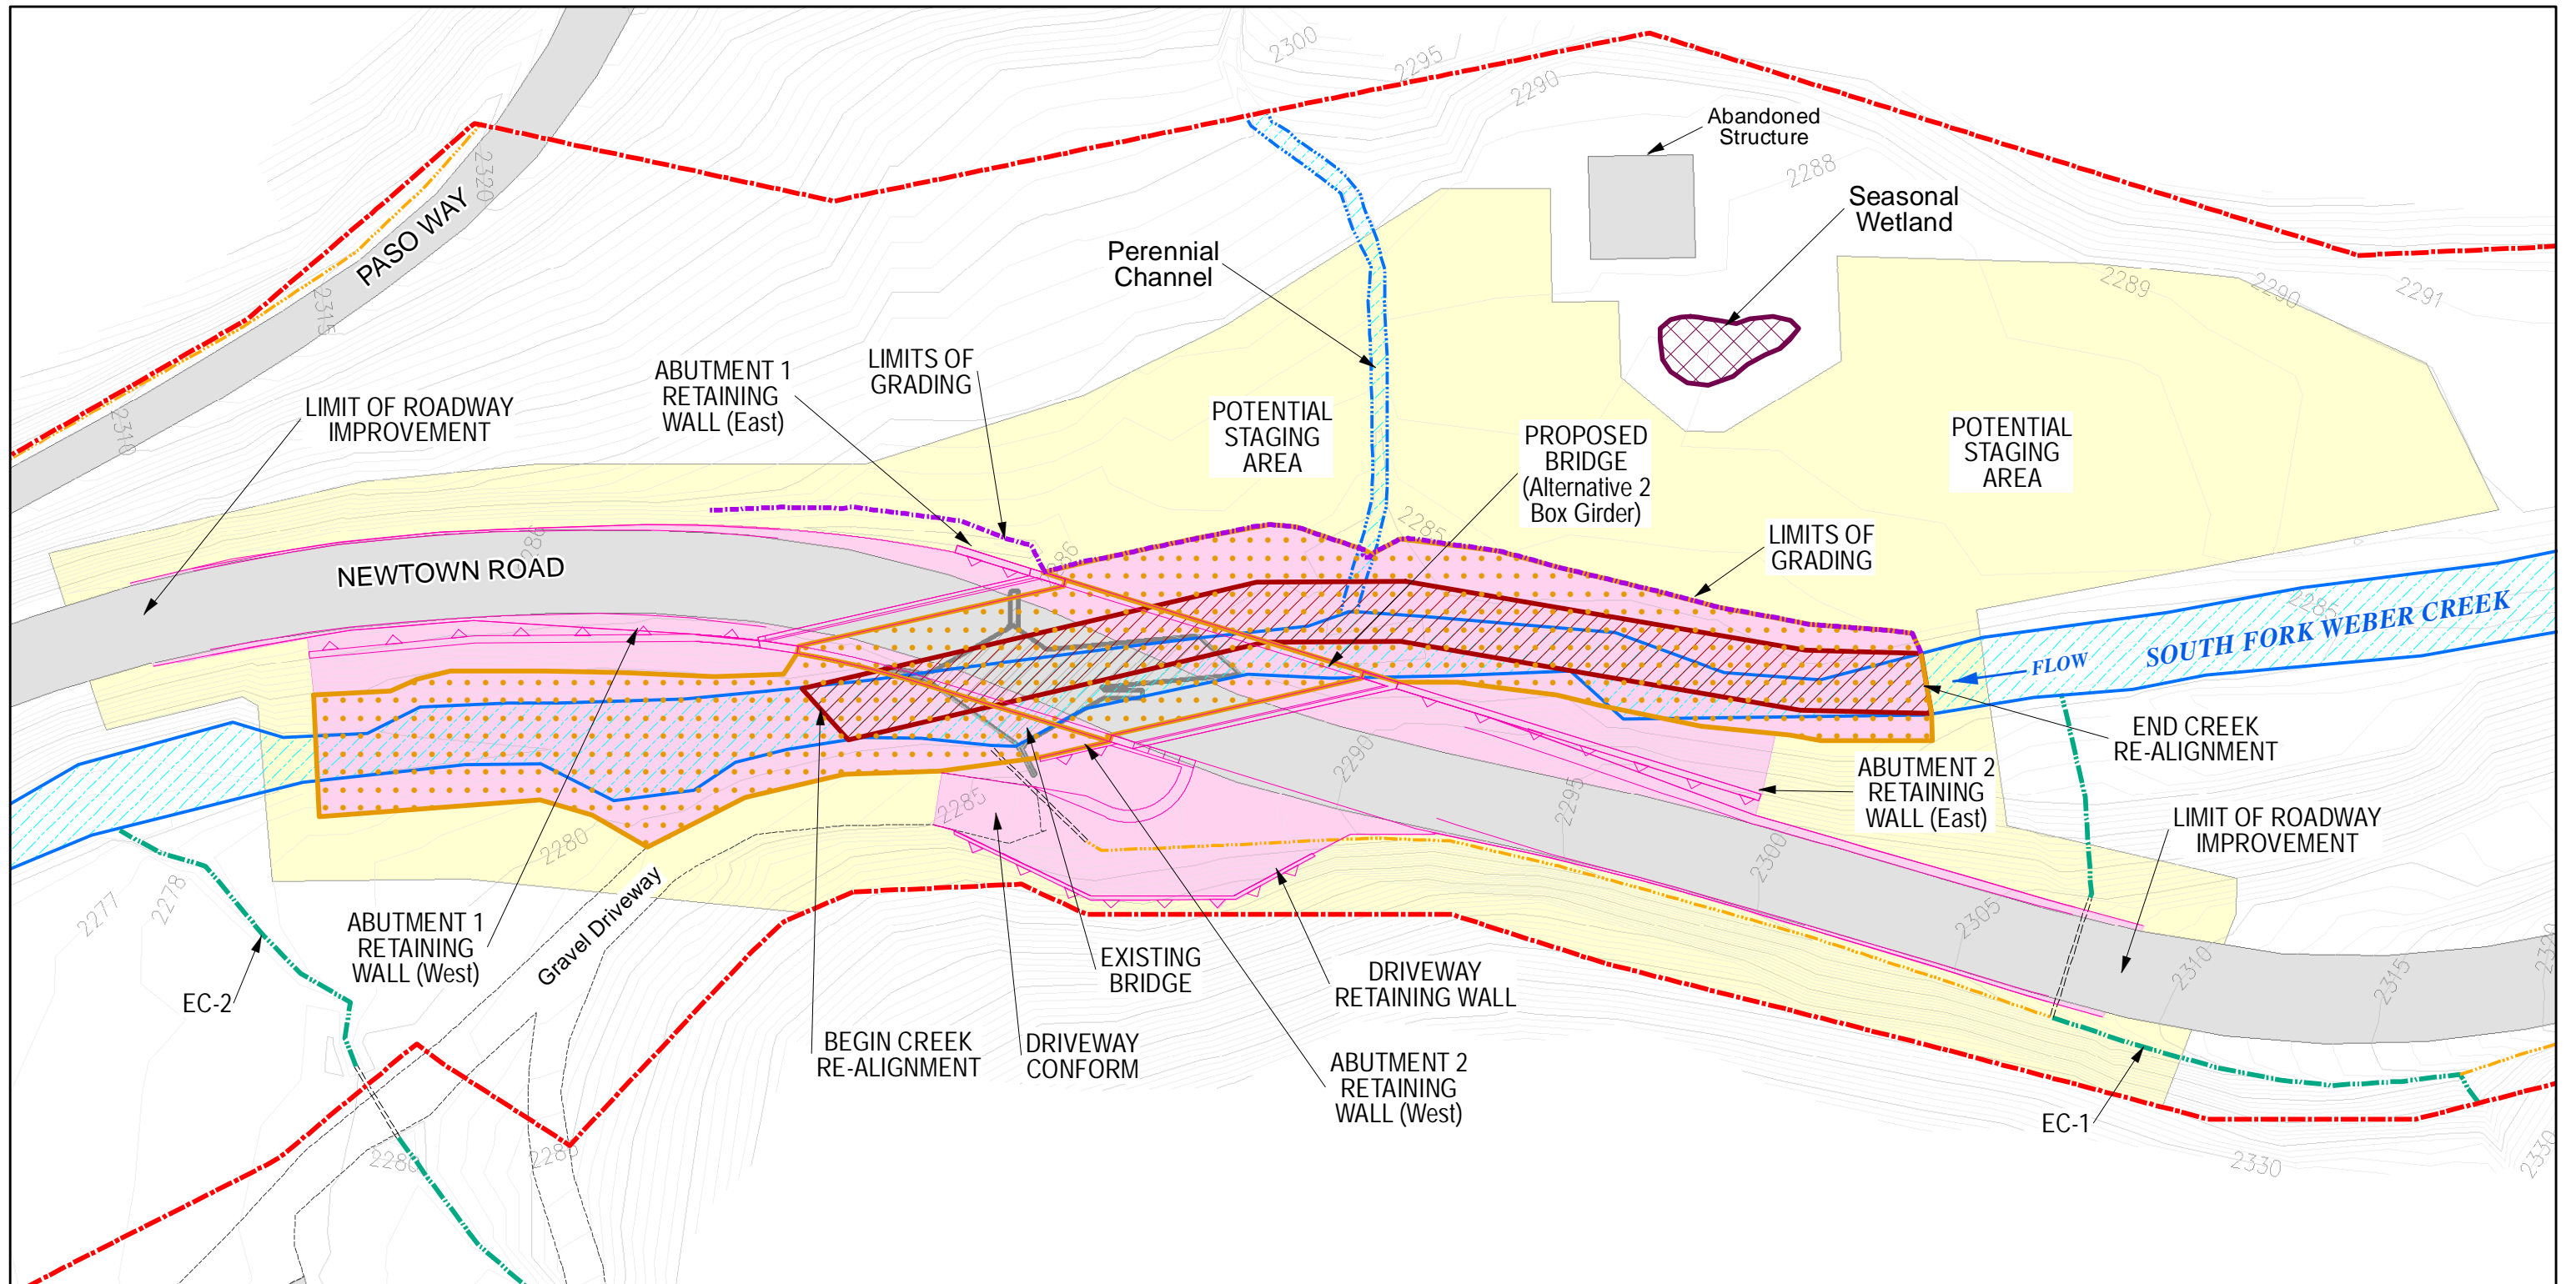 2300
2295
2290
Abandoned
Structure
2288
Seasonal
Wetland
2320
PASO WAY
Perennial
Channel
2289
2290
2291
2315
2310
LIMIT OF ROADWAY
IMPROVEMENT
ABUTMENT 1
RETAINING
WALL (East)
LIMITS OF
GRADING
POTENTIAL
STAGING
AREA
PROPOSED
BRIDGE
(Alternative 2
Box Girder)
POTENTIAL
STAGING
AREA
2285
LIMITS OF
GRADING
NEWTOWN ROAD
2285
FLOW
SOUTH FORK WEBER CREEK
END CREEK
RE-ALIGNMENT
2290
2295
2285
2280
ABUTMENT 2
RETAINING
WALL (East)
LIMIT OF ROADWAY
IMPROVEMENT
2300
2277
2278
2305
ABUTMENT 1
RETAINING
WALL (West)
Gravel Driveway
EXISTING
BRIDGE
DRIVEWAY
RETAINING WALL
2310
2315
EC-2
BEGIN CREEK
RE-ALIGNMENT
DRIVEWAY
CONFORM
ABUTMENT 2
RETAINING
WALL (West)
EC-1
2330
2330